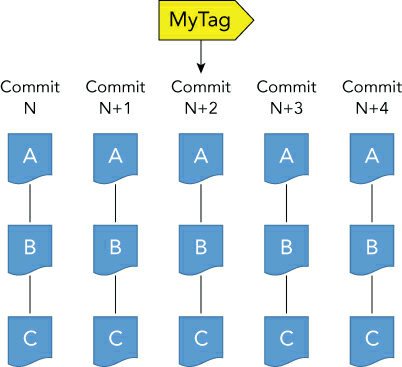 MyTag
Commit N
Commit N+1
Commit N+2
Commit N+3
Commit N+4
A A A A A
B B B B B
C C C C C